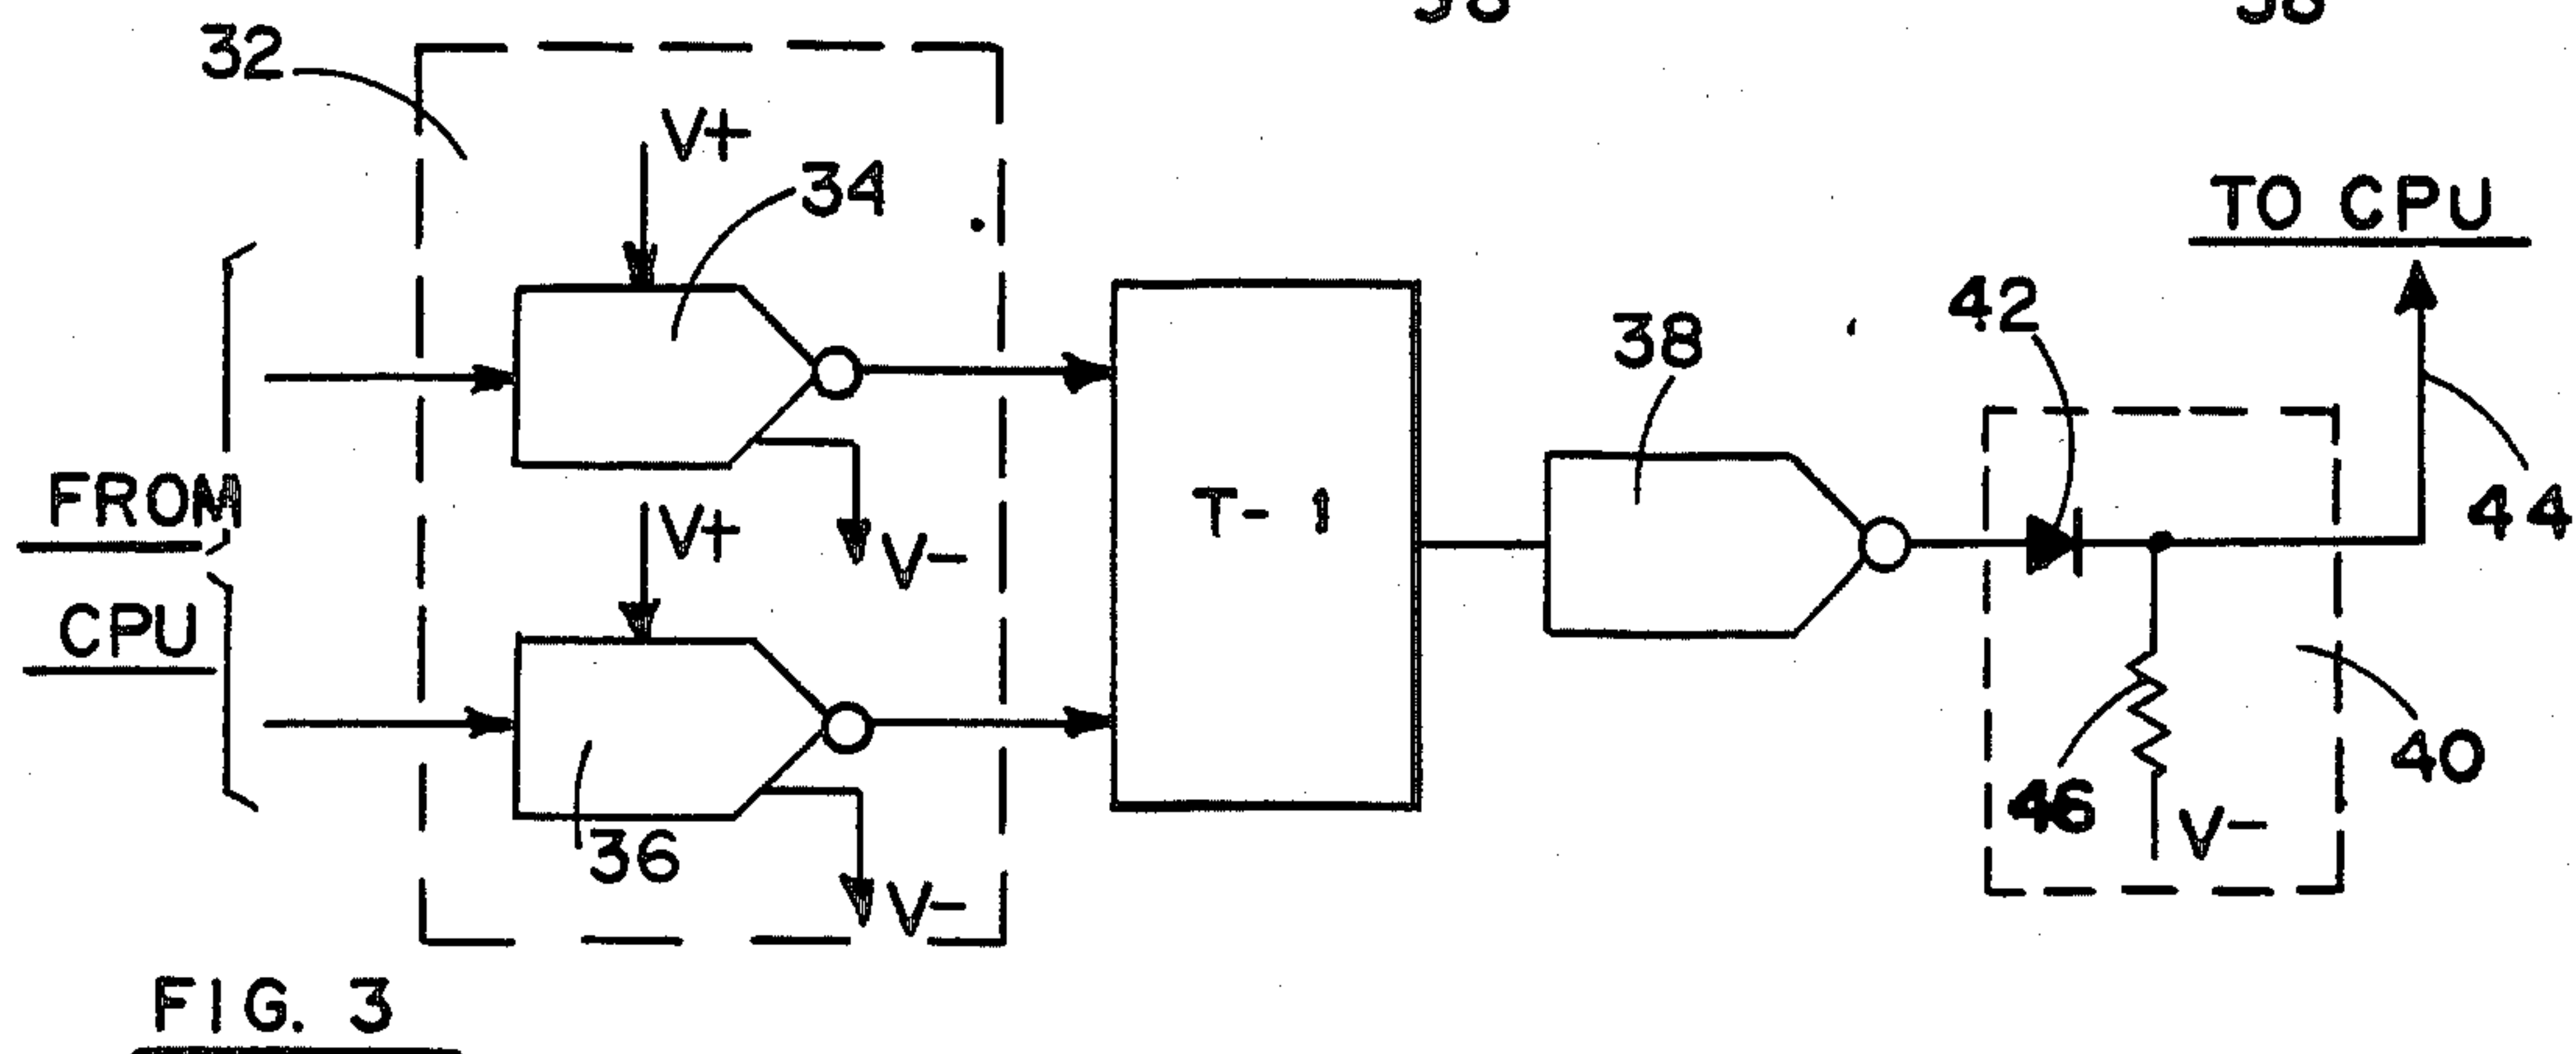 32
V+
34
TO CPU
42
38
T- 1
44
FROM
CPU
V+
V-
36
V-
46
V-
40
FIG. 3